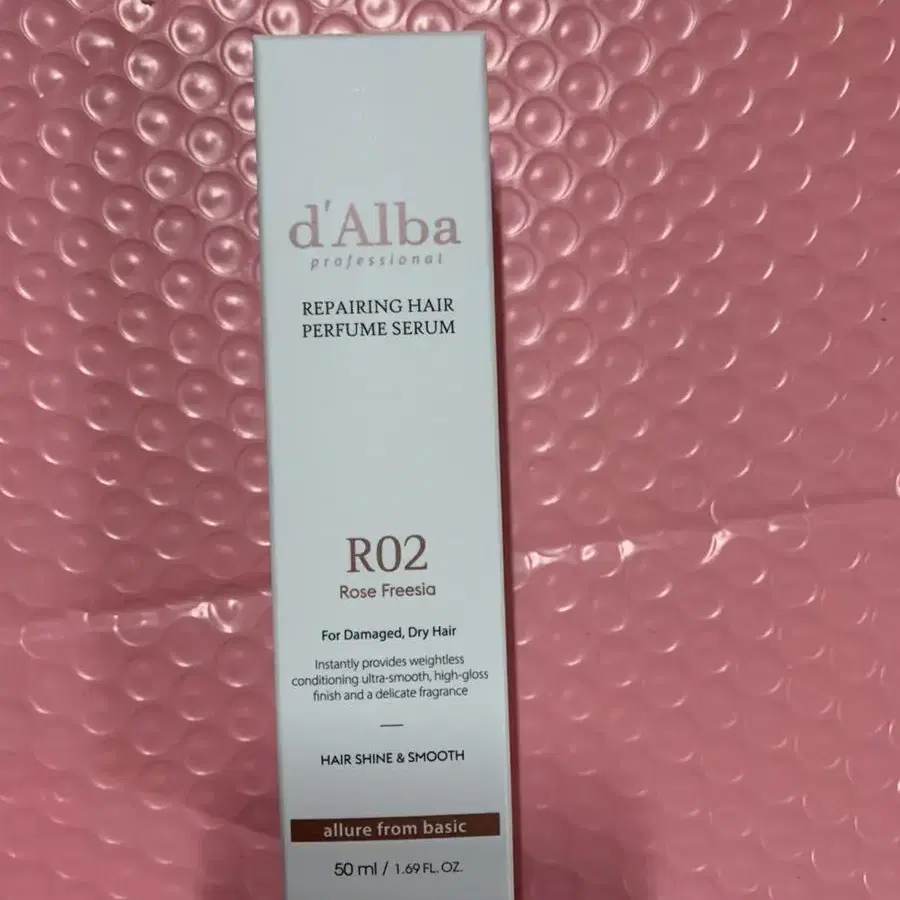 d'Alba
professional
REPAIRING HAIR
PERFUME SERUM
R02
Rose Freesia
For Damaged, Dry Hair
Instantly provides weightless
conditioning ultra-smooth, high-gloss
finish and a delicate fragrance
HAIR SHINE & SMOOTH
allure from basic
50 ml / 1.69 FL. OZ.